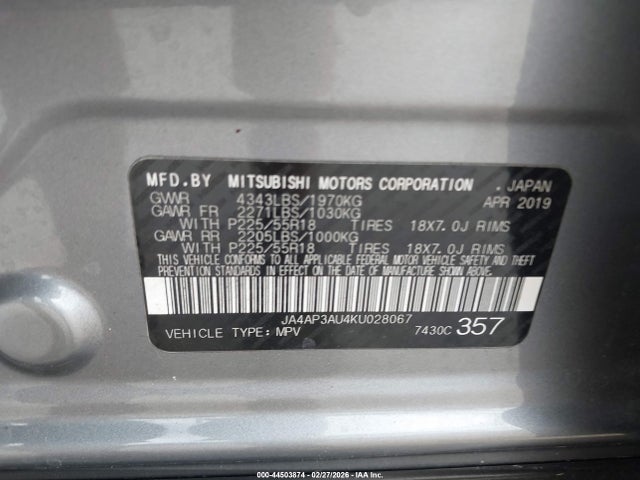 MFD.BY MITSUBISHI MOTORS CORPORATION . JAPAN
GVWR 4343LBS/1970KG APR 2019
GAWR FR 2271LBS/1030KG
WITH P225/55R18 TIRES 18X7.0J RIMS
GAWR RR 2205LBS/1000KG
WITH P225/55R18 TIRES 18X7.0J RIMS
THIS VEHICLE CONFORMS TO ALL APPLICABLE FEDERAL MOTOR VEHICLE SAFETY AND THEFT
PREVENTION STANDARDS IN EFFECT ON THE DATE OF MANUFACTURE SHOWN ABOVE.
JA4AP3AU4KU028067
VEHICLE TYPE: MPV 7430C 357
000-44503874 - 02/27/2026 - IAA Inc.